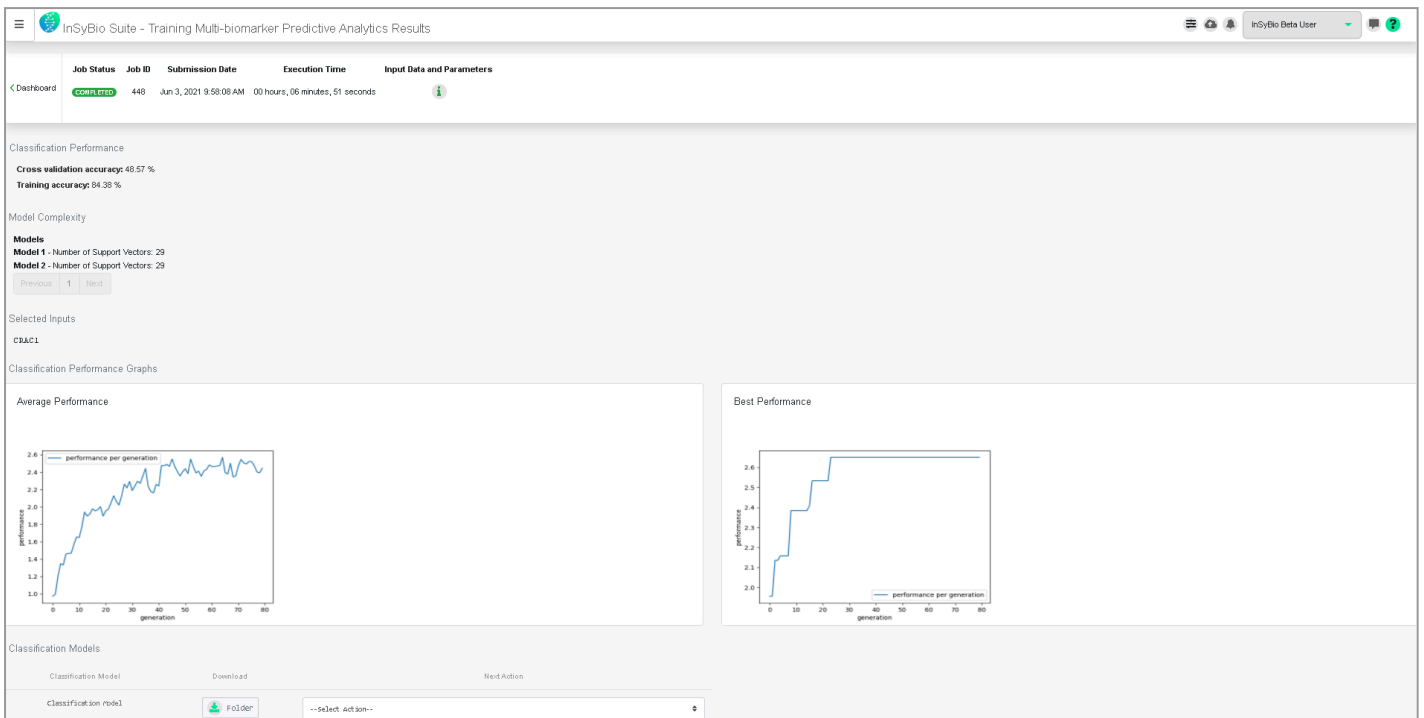 InSyBio Suite - Training Multi-biomarker Predictive Analytics Results
InSyBio Beta User
?
Dashboard
Job Status Job ID Submission Date Execution Time Input Data and Parameters
COMPLETED 448 Jun 3, 2021 9:58:08 AM 00 hours, 06 minutes, 51 seconds i
Classification Performance
Cross validation accuracy: 48.57 %
Training accuracy: 84.38 %
Model Complexity
Models
Model 1 - Number of Support Vectors: 29
Model 2 - Number of Support Vectors: 29
Previous 1 Next
Selected Inputs
CRAC1
Classification Performance Graphs
Average Performance
2.6
2.4
2.2
2.0
1.8
1.6
1.4
1.2
1.0
performance
performance per generation
0 10 20 30 40 50 60 70 80
generation
Best Performance
2.6
2.5
2.4
2.3
2.2
2.1
2.0
performance
performance per generation
0 10 20 30 40 50 60 70 80
generation
Classification Models
Classification Model Download Next Action
Classification Model Folder --Select Action--